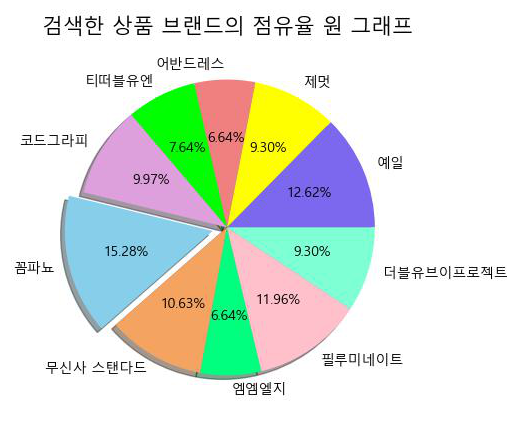 검색한 상품 브랜드의 점유율 원 그래프
어반드레스
티떠블유엔
제멋
코드그라피
예일
7.64%
6.64%
9.30%
9.97%
12.62%
꼼파뇨
15.28%
9.30%
더블유브이프로젝트
10.63%
6.64%
11.96%
무신사 스탠다드
필루미네이트
엠엠엘지